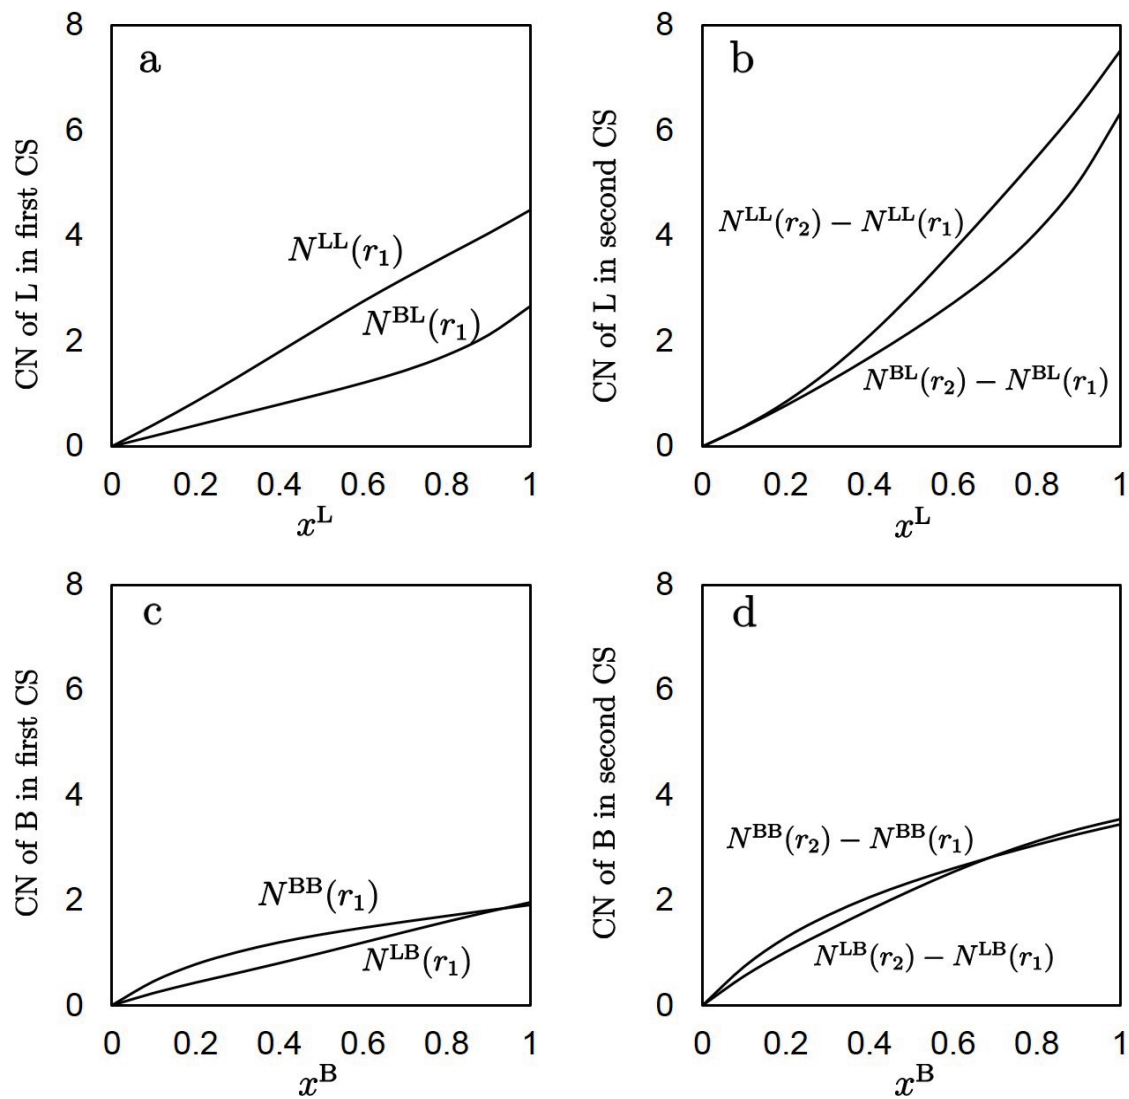 a
CN of L in first CS
8
6
4
2
0
N^{LL}(r_1)
N^{BL}(r_1)
0 0.2 0.4 0.6 0.8 1
x^L
b
CN of L in second CS
8
6
4
2
0
N^{LL}(r_2) − N^{LL}(r_1)
N^{BL}(r_2) − N^{BL}(r_1)
0 0.2 0.4 0.6 0.8 1
x^L
c
CN of B in first CS
8
6
4
2
0
N^{BB}(r_1)
N^{LB}(r_1)
0 0.2 0.4 0.6 0.8 1
x^B
d
CN of B in second CS
8
6
4
2
0
N^{BB}(r_2) − N^{BB}(r_1)
N^{LB}(r_2) − N^{LB}(r_1)
0 0.2 0.4 0.6 0.8 1
x^B